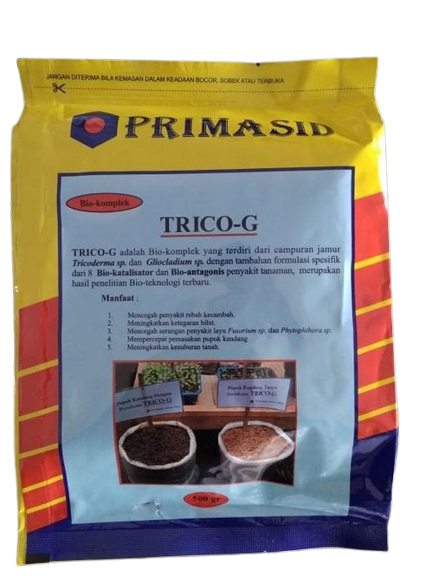 JANGAN DITERIMA BILA KEMASAN DALAM KEADAAN BOCOR, SOBEK ATAU TERBUKA
PRIMASID
Bio-komplek
TRICO-G
TRICO-G adalah Bio-komplek yang terdiri dari campuran jamur
Tricoderma sp. dan Gliocladium sp. dengan tambahan formulasi spesifik
dari 8 Bio-katalisator dan Bio-antagonis penyakit tanaman, merupakan
hasil penelitian Bio-teknologi terbaru.
Manfaat :
1. Mencegah penyakit rebah kecambah.
2. Meningkatkan ketegaran bibit.
3. Mencegah serangan penyakit layu Fusarium sp. dan Phytophthora sp.
4. Mempercepat pemasakan pupuk kandang
5. Meningkatkan kesuburan tanah.
Pupuk Kandang Dengan
Perlakuan TRICO-G
Pupuk Kandang Tanpa
Perlakuan TRICO-G
500 gr